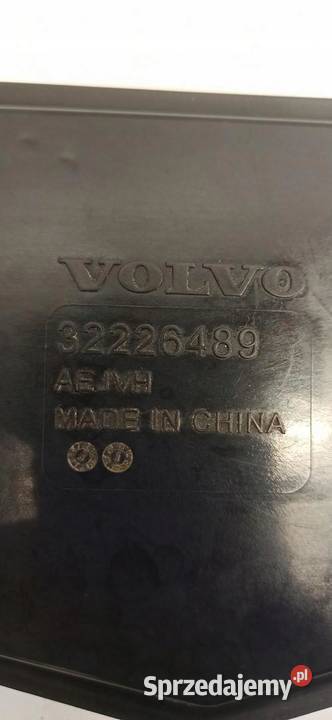 VOLVO
32226489
AEJVH
MADE IN CHINA
Sprzedajemy.pl